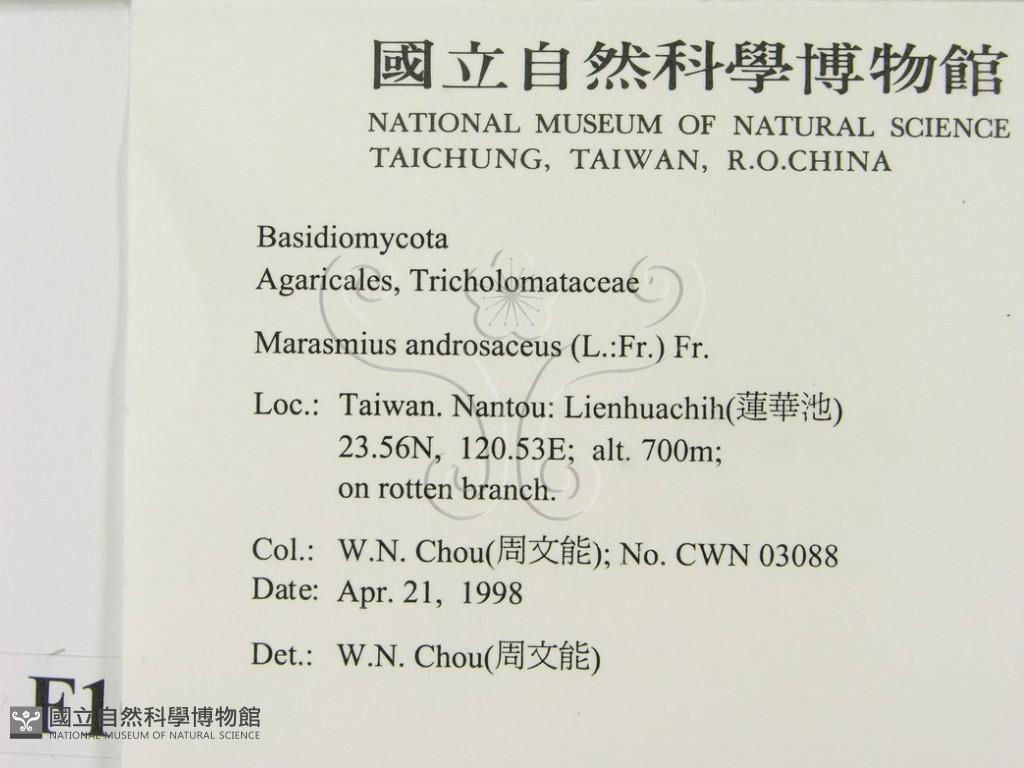 國立自然科學博物館
NATIONAL MUSEUM OF NATURAL SCIENCE
TAICHUNG, TAIWAN, R.O.CHINA
Basidiomycota
Agaricales, Tricholomataceae
Marasmius androsaceus (L.:Fr.) Fr.
Loc.: Taiwan. Nantou: Lienhuachih(蓮華池)
23.56N, 120.53E; alt. 700m;
on rotten branch.
Col.: W.N. Chou(周文能); No. CWN 03088
Date: Apr. 21, 1998
Det.: W.N. Chou(周文能)
F1
國立自然科學博物館
NATIONAL MUSEUM OF NATURAL SCIENCE